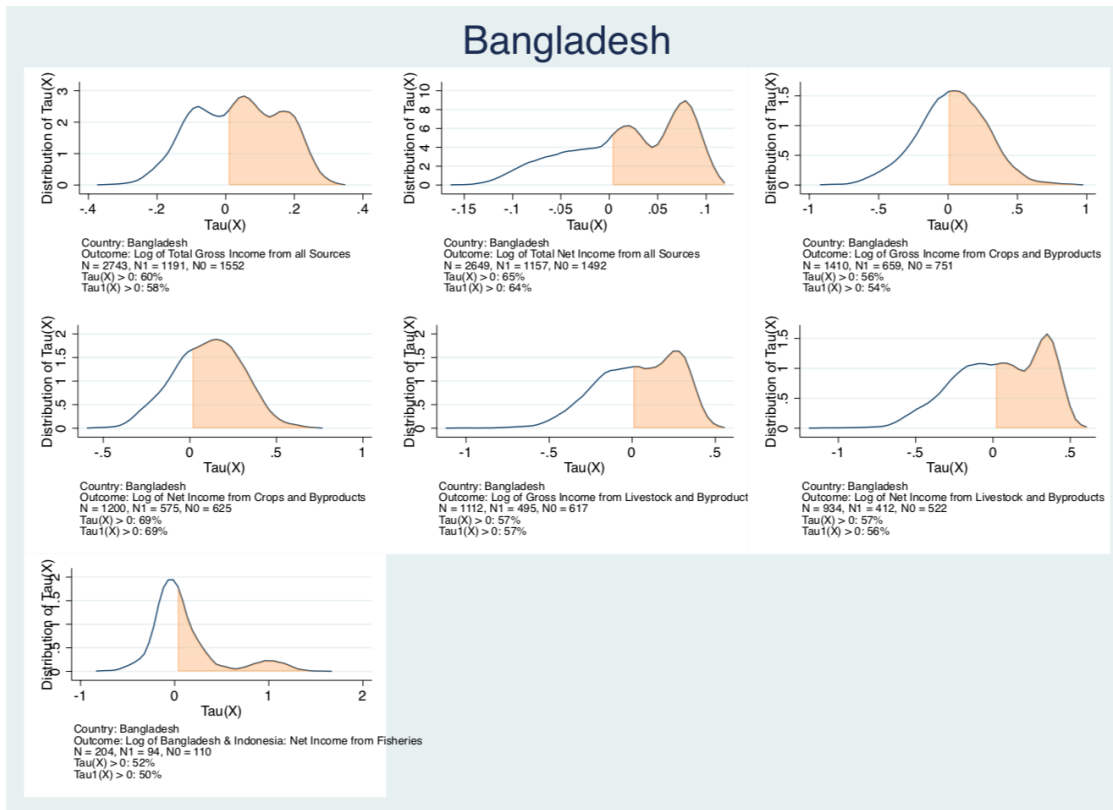 Bangladesh
Distribution of Tau(X)
3
2
1
0
-.4 -.2 0 .2 .4
Tau(X)
Country: Bangladesh
Outcome: Log of Total Gross Income from all Sources
N = 2743, N1 = 1191, N0 = 1552
Tau(X) > 0: 60%
Tau1(X) > 0: 58%
Distribution of Tau(X)
10
8
6
4
2
0
-.15 -.1 -.05 0 .05 .1
Tau(X)
Country: Bangladesh
Outcome: Log of Total Net Income from all Sources
N = 2649, N1 = 1157, N0 = 1492
Tau(X) > 0: 65%
Tau1(X) > 0: 64%
Distribution of Tau(X)
1.5
1
.5
0
-1 -.5 0 .5 1
Tau(X)
Country: Bangladesh
Outcome: Log of Gross Income from Crops and Byproducts
N = 1410, N1 = 659, N0 = 751
Tau(X) > 0: 56%
Tau1(X) > 0: 54%
Distribution of Tau(X)
2
1.5
1
.5
0
-.5 0 .5 1
Tau(X)
Country: Bangladesh
Outcome: Log of Net Income from Crops and Byproducts
N = 1200, N1 = 575, N0 = 625
Tau(X) > 0: 69%
Tau1(X) > 0: 69%
Distribution of Tau(X)
2
1.5
1
.5
0
-1 -.5 0 .5
Tau(X)
Country: Bangladesh
Outcome: Log of Gross Income from Livestock and Byproduct
N = 1112, N1 = 495, N0 = 617
Tau(X) > 0: 57%
Tau1(X) > 0: 57%
Distribution of Tau(X)
1.5
1
.5
0
-1 -.5 0 .5
Tau(X)
Country: Bangladesh
Outcome: Log of Net Income from Livestock and Byproducts
N = 934, N1 = 412, N0 = 522
Tau(X) > 0: 57%
Tau1(X) > 0: 56%
Distribution of Tau(X)
2
1.5
1
.5
0
-1 0 1 2
Tau(X)
Country: Bangladesh
Outcome: Log of Bangladesh & Indonesia: Net Income from Fisheries
N = 204, N1 = 94, N0 = 110
Tau(X) > 0: 52%
Tau1(X) > 0: 50%